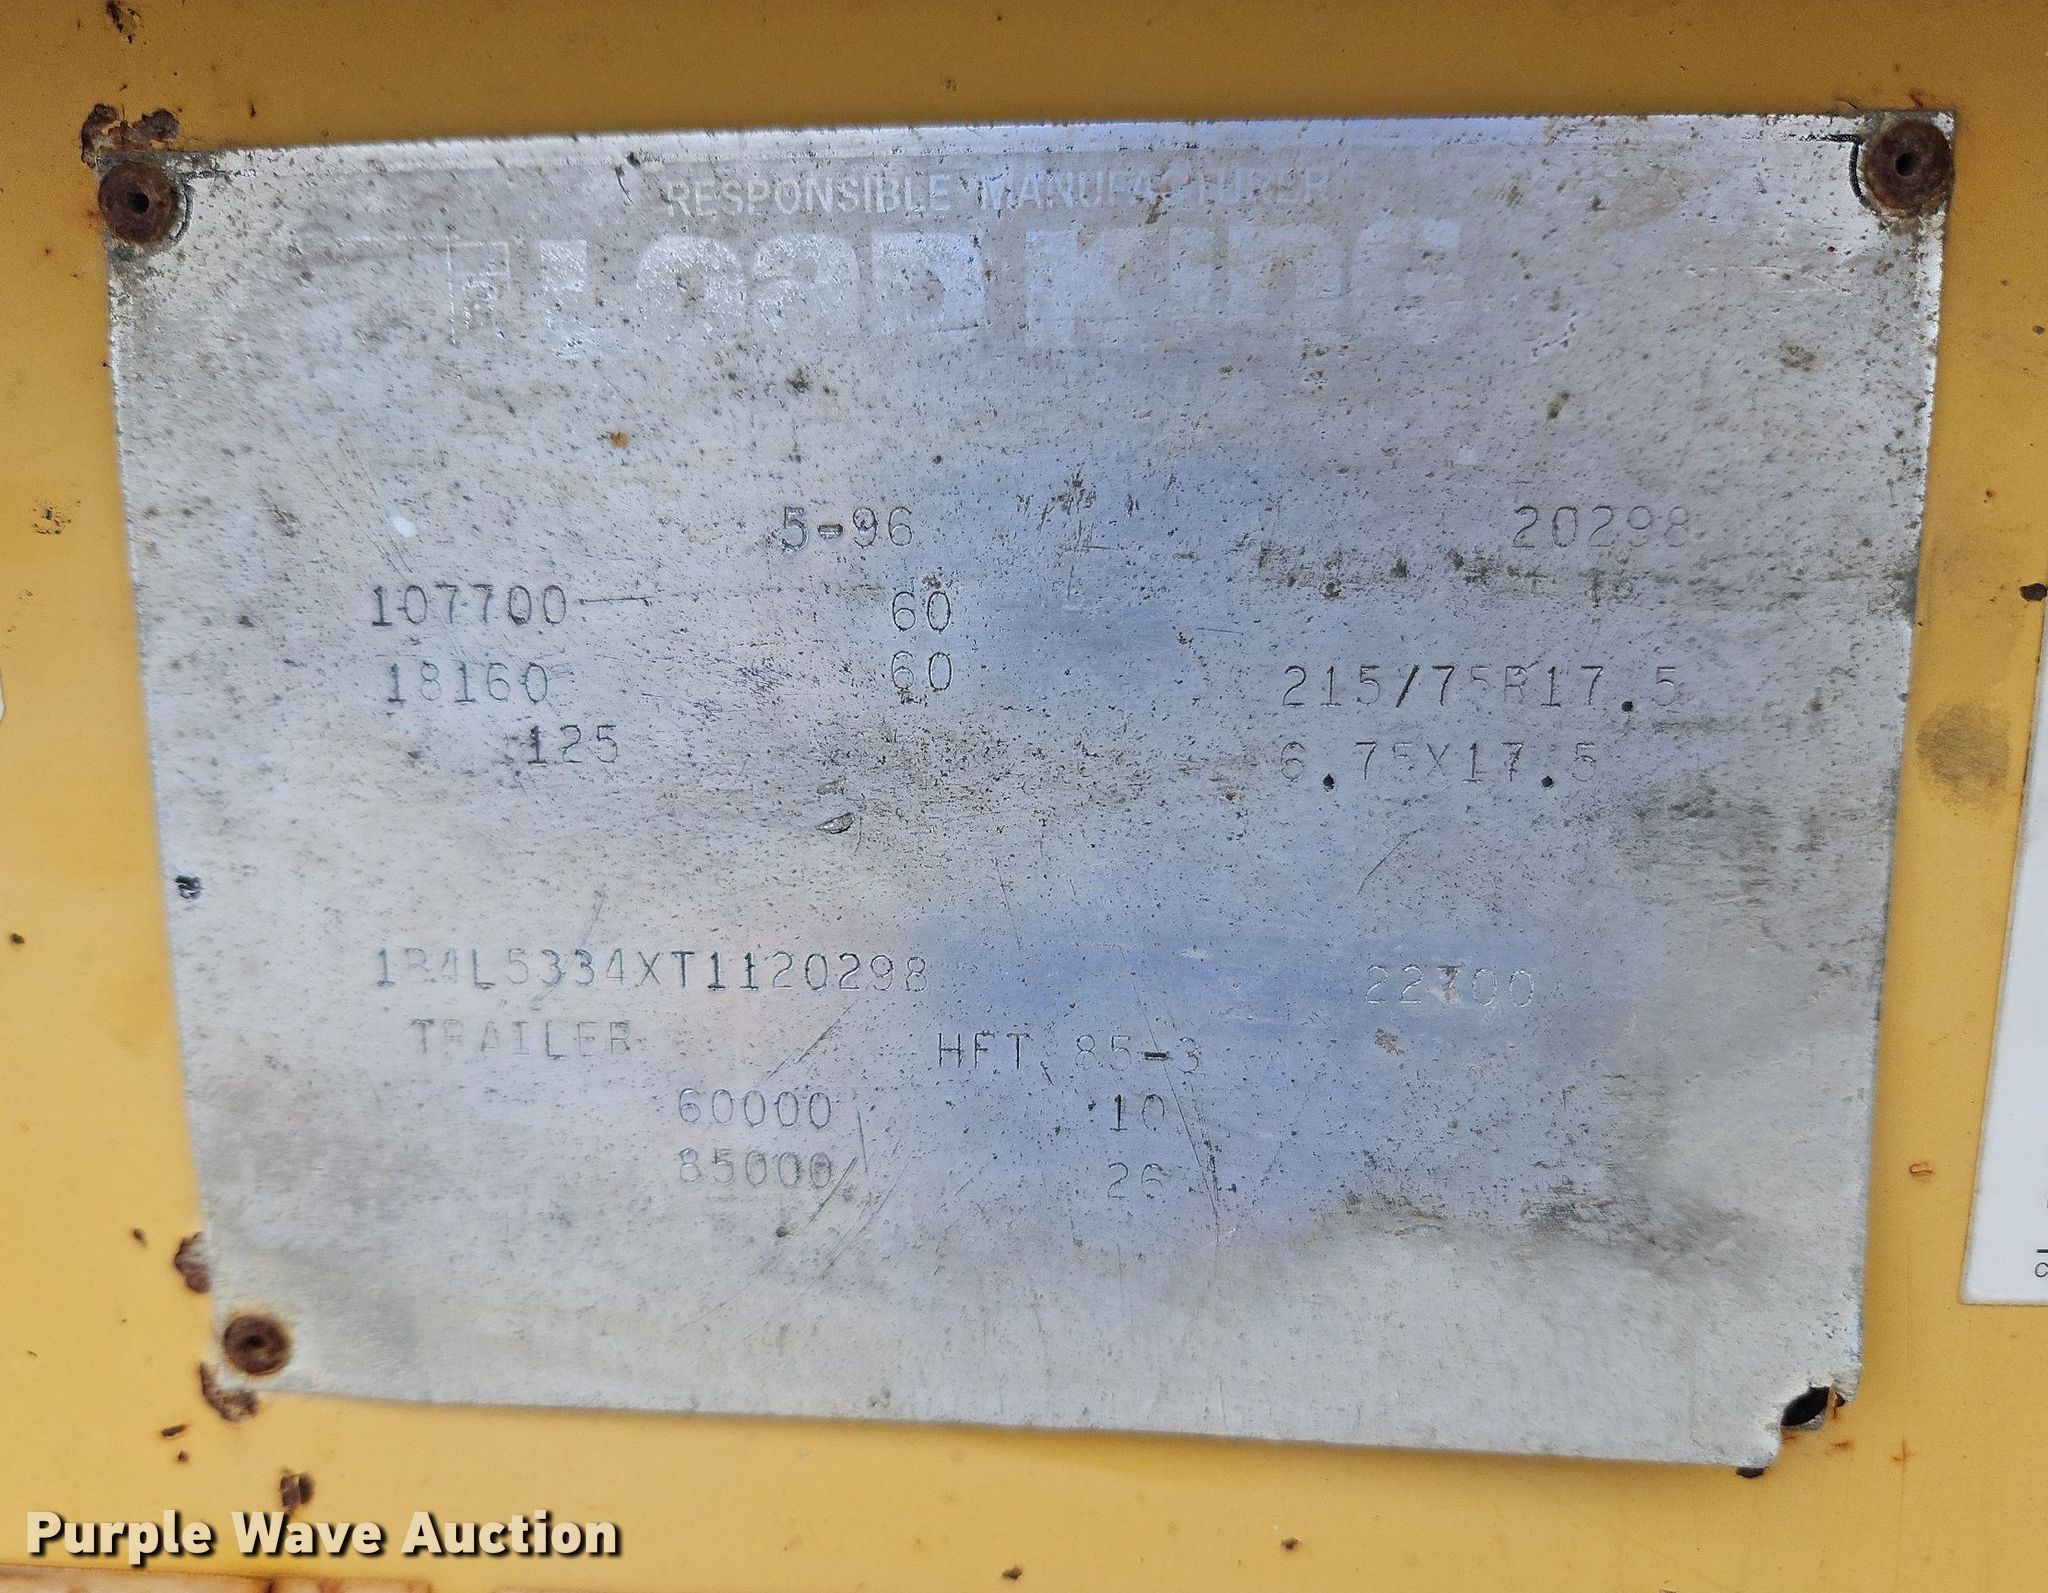 RESPONSIBLE MANUFACTURER
LOAD KING
5-96 20298
107700 60
18160 60 215/75R17.5
125 6.75X17.5
1B4L5334XT1120298 22700
TRAILER HFT 85-3
60000 10
85000 26
Purple Wave Auction